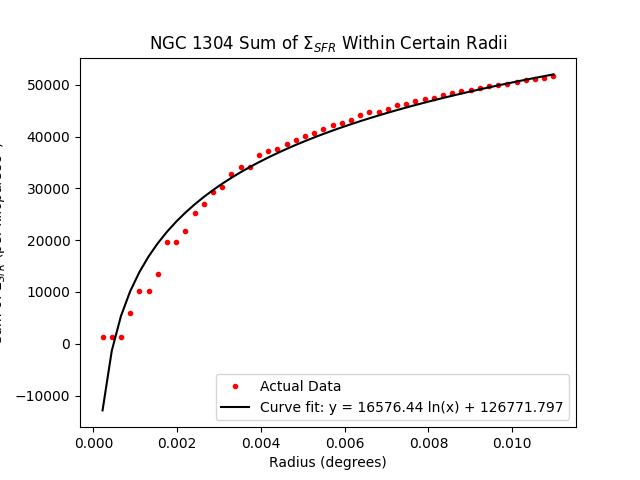 NGC 1304 Sum of Σ_SFR Within Certain Radii
50000
40000
30000
20000
10000
0
−10000
Actual Data
Curve fit: y = 16576.44 ln(x) + 126771.797
0.000 0.002 0.004 0.006 0.008 0.010
Radius (degrees)